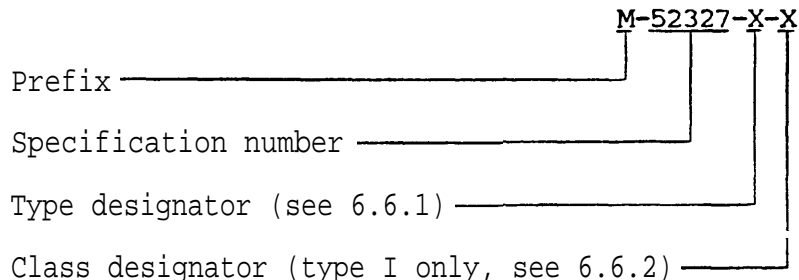 M-52327-X-X
Prefix
Specification number
Type designator (see 6.6.1)
Class designator (type I only, see 6.6.2)